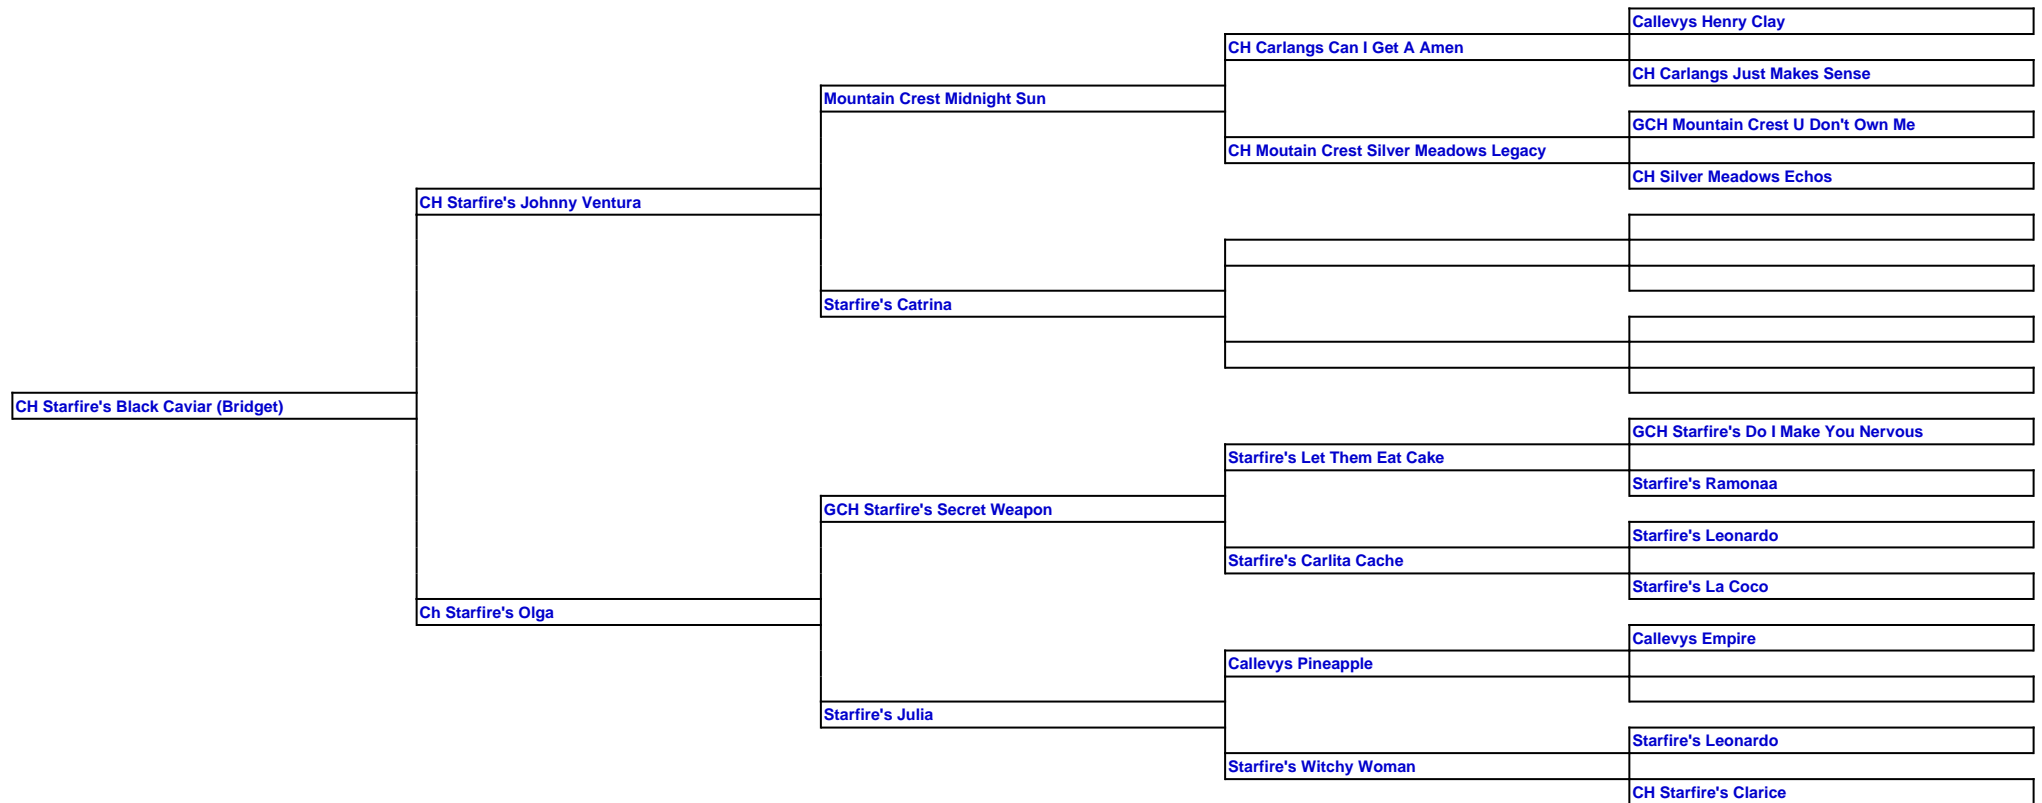 Callevys Henry Clay
CH Carlangs Can I Get A Amen
CH Carlangs Just Makes Sense
Mountain Crest Midnight Sun
GCH Mountain Crest U Don't Own Me
CH Moutain Crest Silver Meadows Legacy
CH Silver Meadows Echos
CH Starfire's Johnny Ventura
Starfire's Catrina
CH Starfire's Black Caviar (Bridget)
GCH Starfire's Do I Make You Nervous
Starfire's Let Them Eat Cake
Starfire's Ramonaa
GCH Starfire's Secret Weapon
Starfire's Leonardo
Starfire's Carlita Cache
Starfire's La Coco
Ch Starfire's Olga
Callevys Empire
Callevys Pineapple
Starfire's Julia
Starfire's Leonardo
Starfire's Witchy Woman
CH Starfire's Clarice